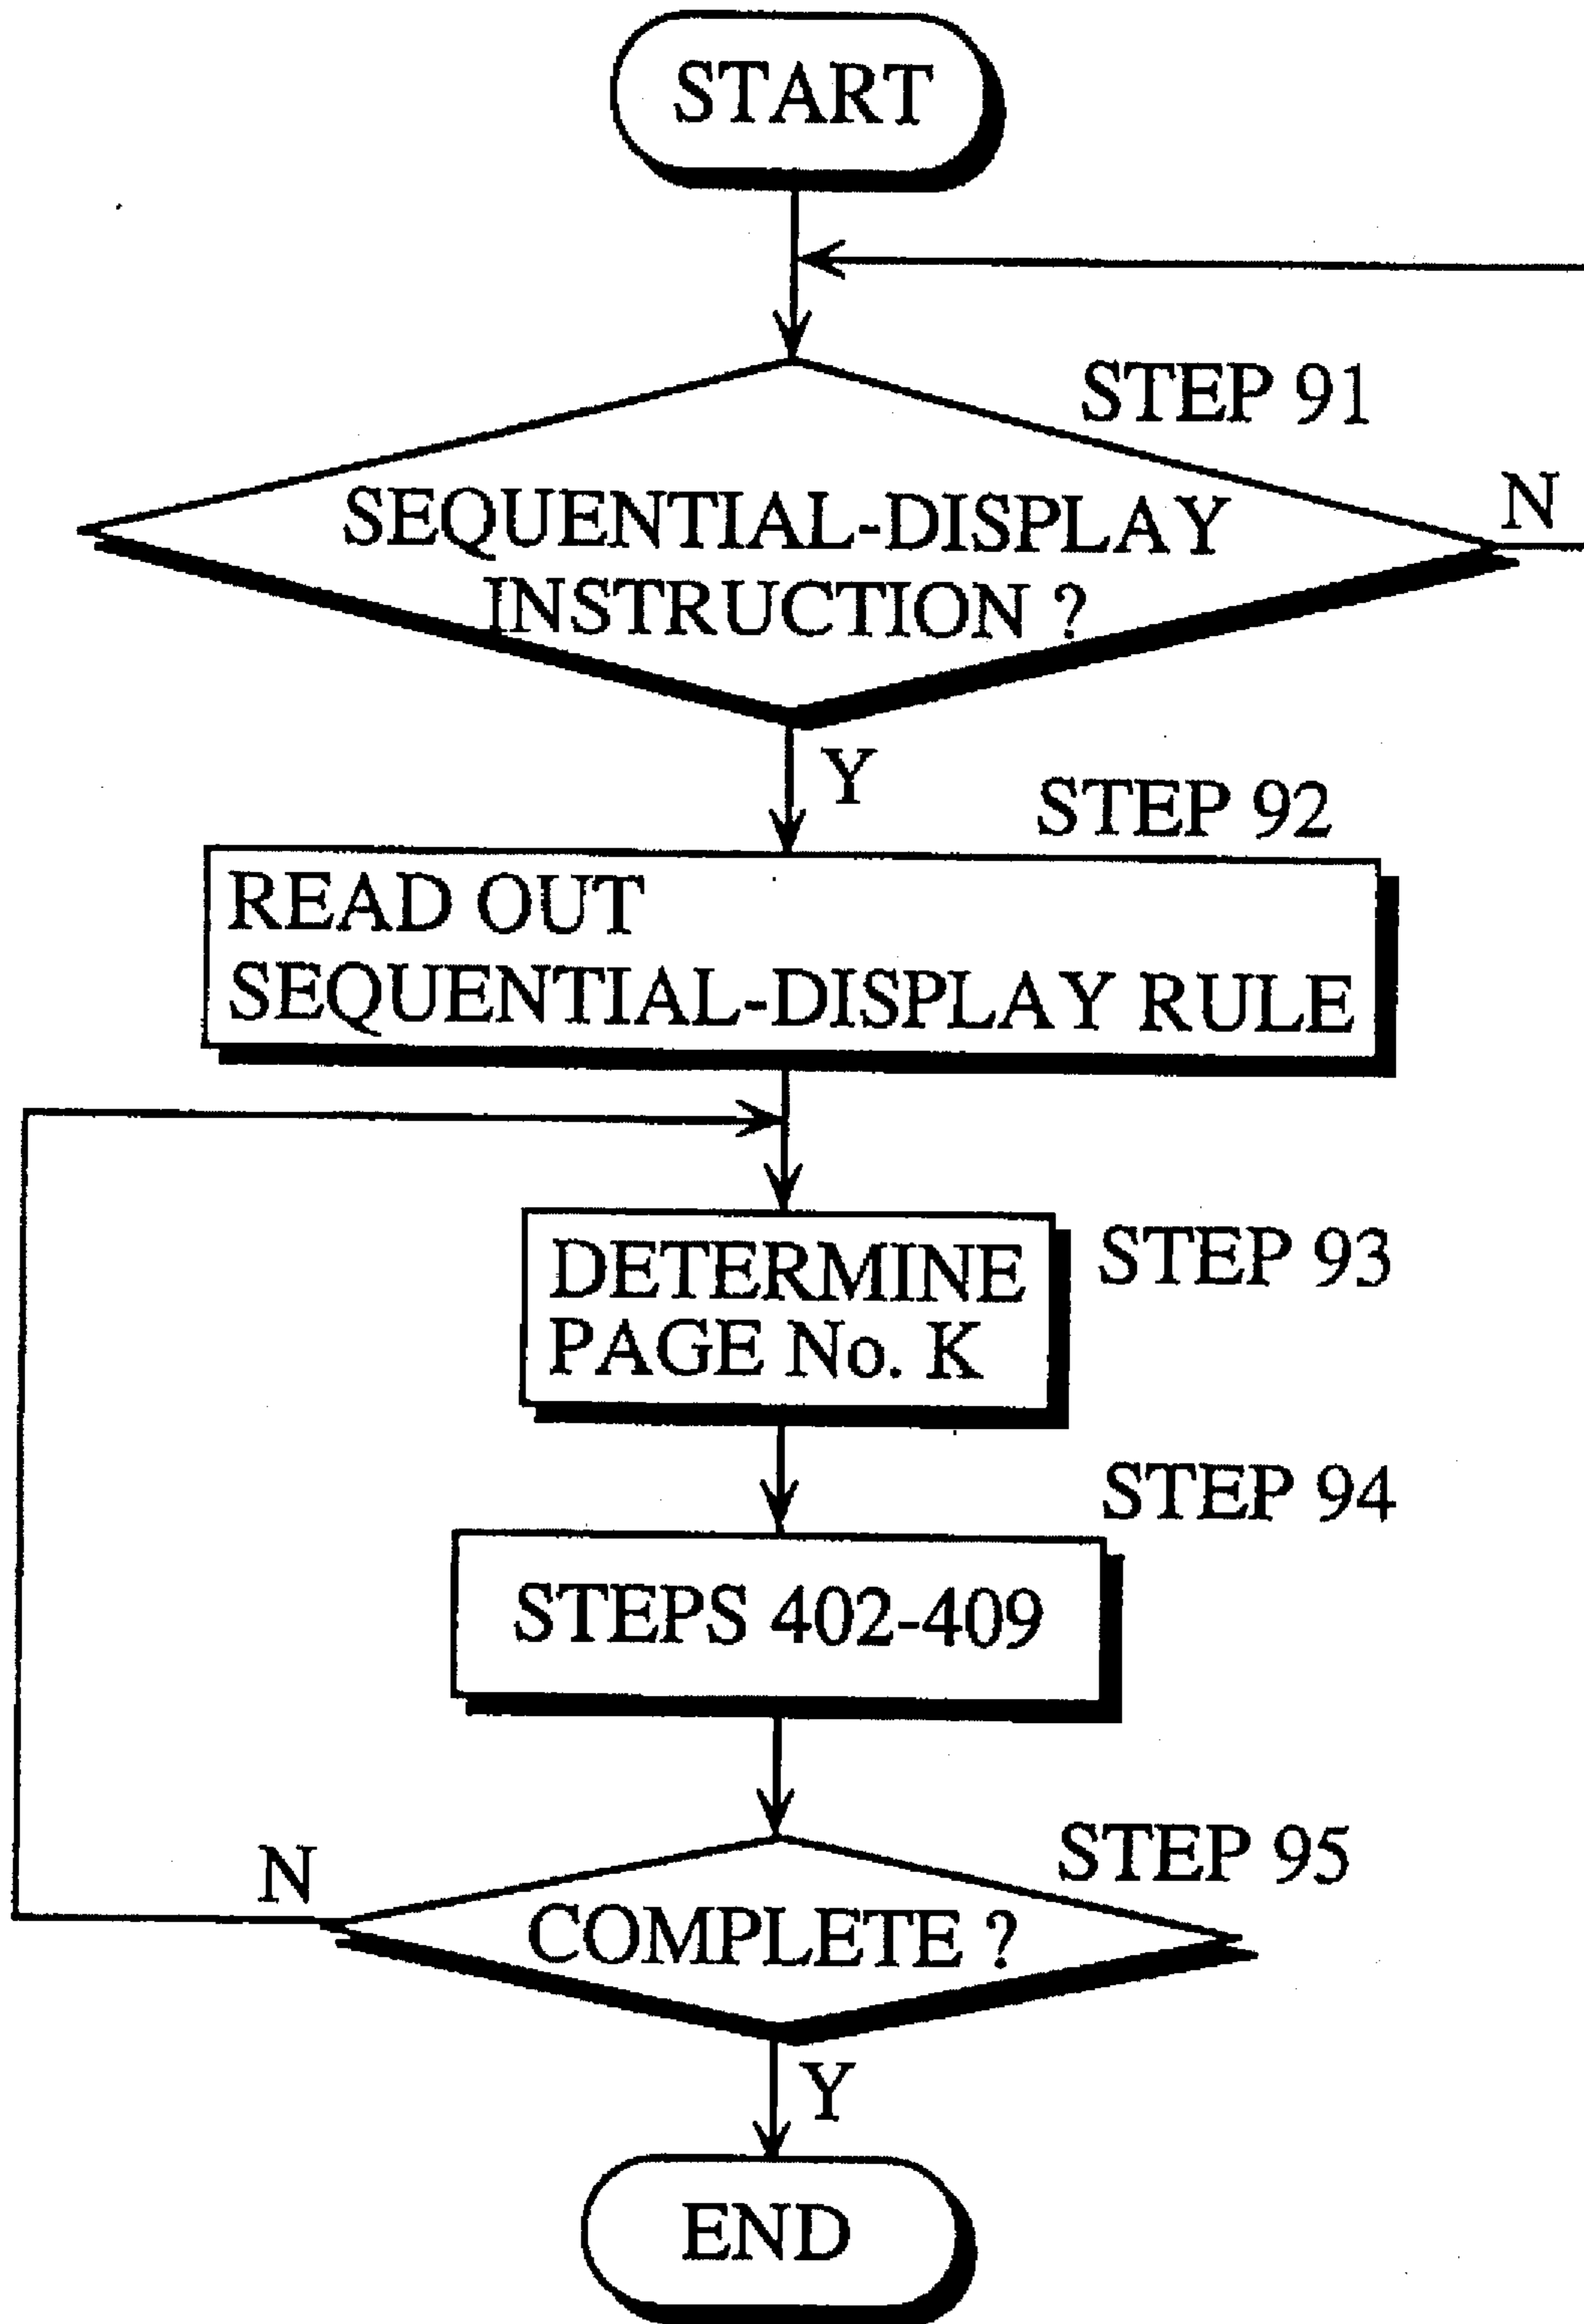 START
STEP 91
SEQUENTIAL-DISPLAY
INSTRUCTION ?
N
Y
STEP 92
READ OUT
SEQUENTIAL-DISPLAY RULE
DETERMINE
PAGE No. K
STEP 93
STEP 94
STEPS 402-409
STEP 95
N
COMPLETE ?
Y
END